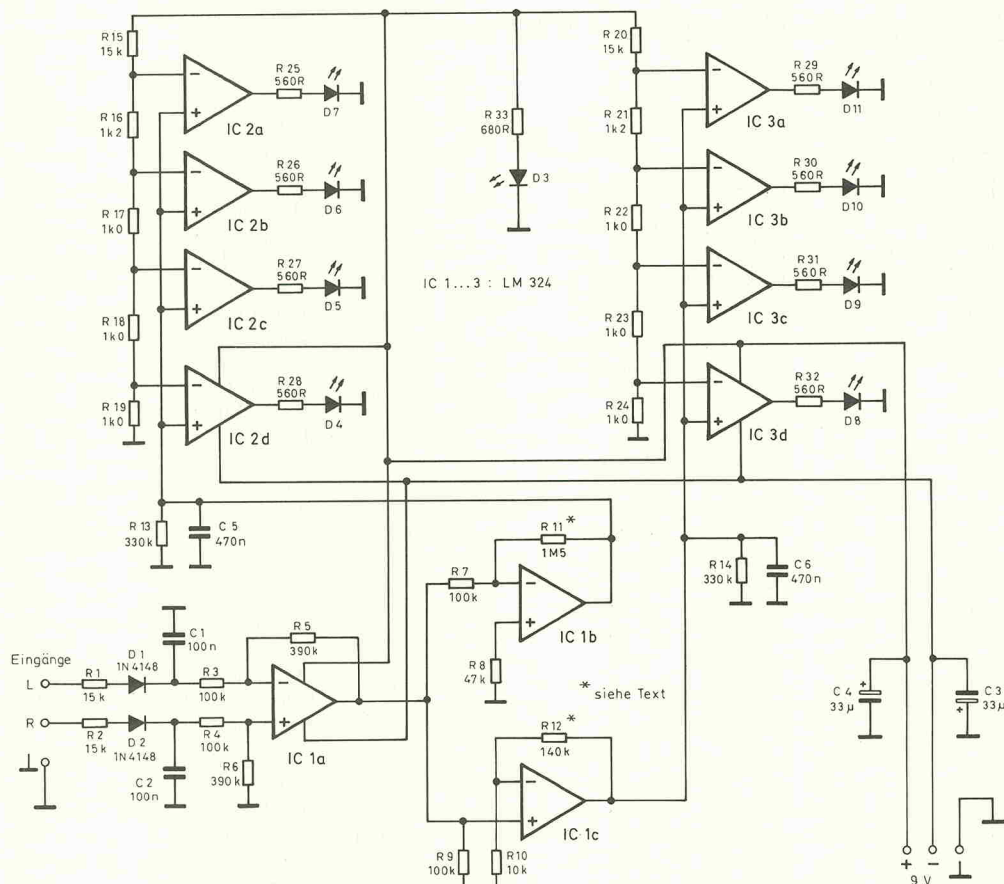 R15
15k
R16
1k2
R17
1k0
R18
1k0
R19
1k0
−
+
IC 2a
R25
560R
D7
−
+
IC 2b
R26
560R
D6
−
+
IC 2c
R27
560R
D5
−
+
IC 2d
R28
560R
D4
R33
680R
D3
IC 1...3 : LM 324
R20
15k
R21
1k2
R22
1k0
R23
1k0
R24
1k0
−
+
IC 3a
R29
560R
D11
−
+
IC 3b
R30
560R
D10
−
+
IC 3c
R31
560R
D9
−
+
IC 3d
R32
560R
D8
R13
330k
C5
470n
R11 *
1M5
R7
100k
−
+
IC 1b
R8
47k
R14
330k
C6
470n
Eingänge
L
R
R1
15k
D1
1N4148
C1
100n
R3
100k
R5
390k
−
+
IC 1a
R2
15k
D2
1N4148
R4
100k
C2
100n
R6
390k
* siehe Text
R12 *
140k
−
+
IC 1c
R9
100k
R10
10k
C4
33µ
+
C3
33µ
+
+ −
9 V